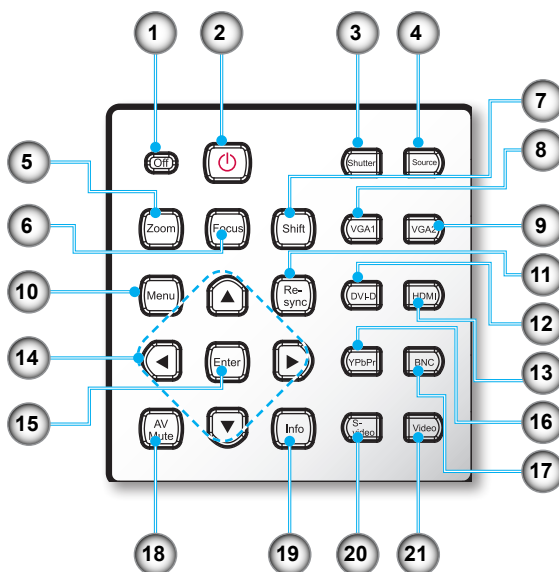 1 2 3 4
7
Off Shutter Source
8
5
Zoom Focus Shift VGA1 VGA2
6 9
10 Menu Re-
sync DVI-D HDMI
11
12
14 Enter YPbPr BNC
13
15 16
AV
Mute Info S-
video Video
17
18 19 20 21